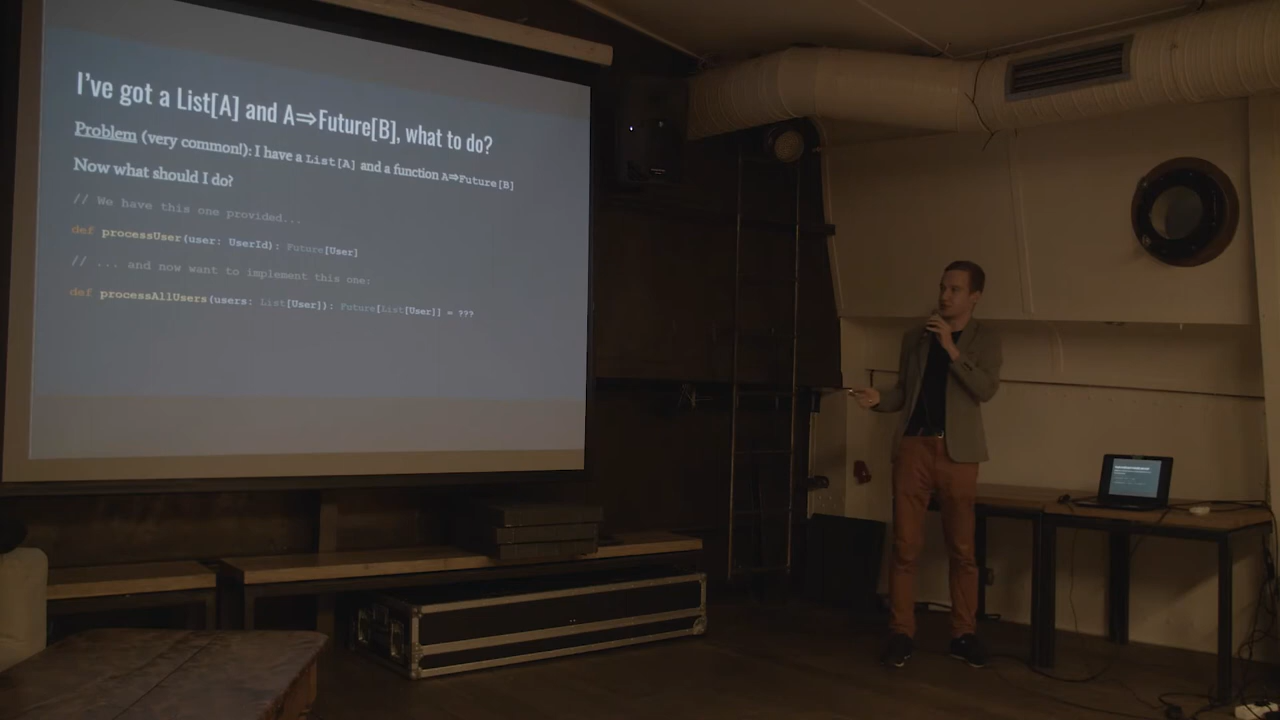 I've got a List[A] and A⇒Future[B], what to do?
Problem (very common!): I have a List[A] and a function A⇒Future[B]
Now what should I do?
// We have this one provided...
def processUser(user: UserId): Future[User]
// ... and now want to implement this one:
def processAllUsers(users: List[User]): Future[List[User]] = ???